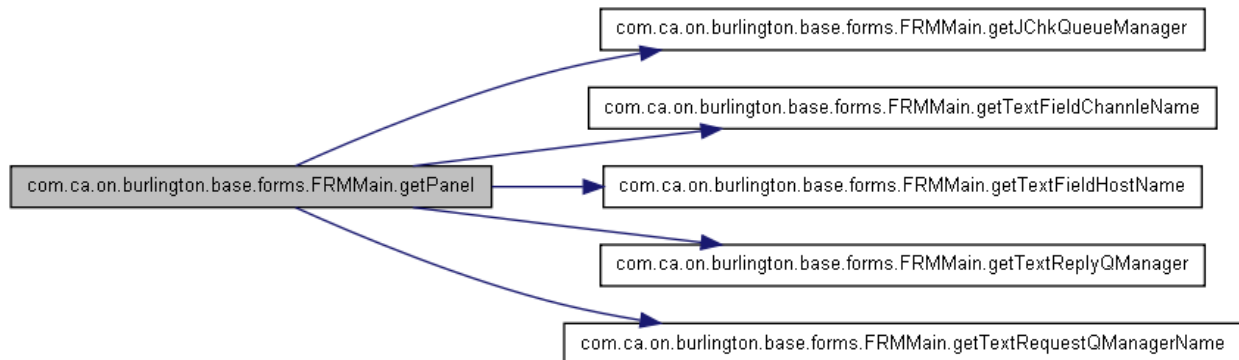 com.ca.on.burlington.base.forms.FRMMain.getJChkQueueManager
com.ca.on.burlington.base.forms.FRMMain.getTextFieldChannleName
com.ca.on.burlington.base.forms.FRMMain.getPanel
com.ca.on.burlington.base.forms.FRMMain.getTextFieldHostName
com.ca.on.burlington.base.forms.FRMMain.getTextReplyQManager
com.ca.on.burlington.base.forms.FRMMain.getTextRequestQManagerName